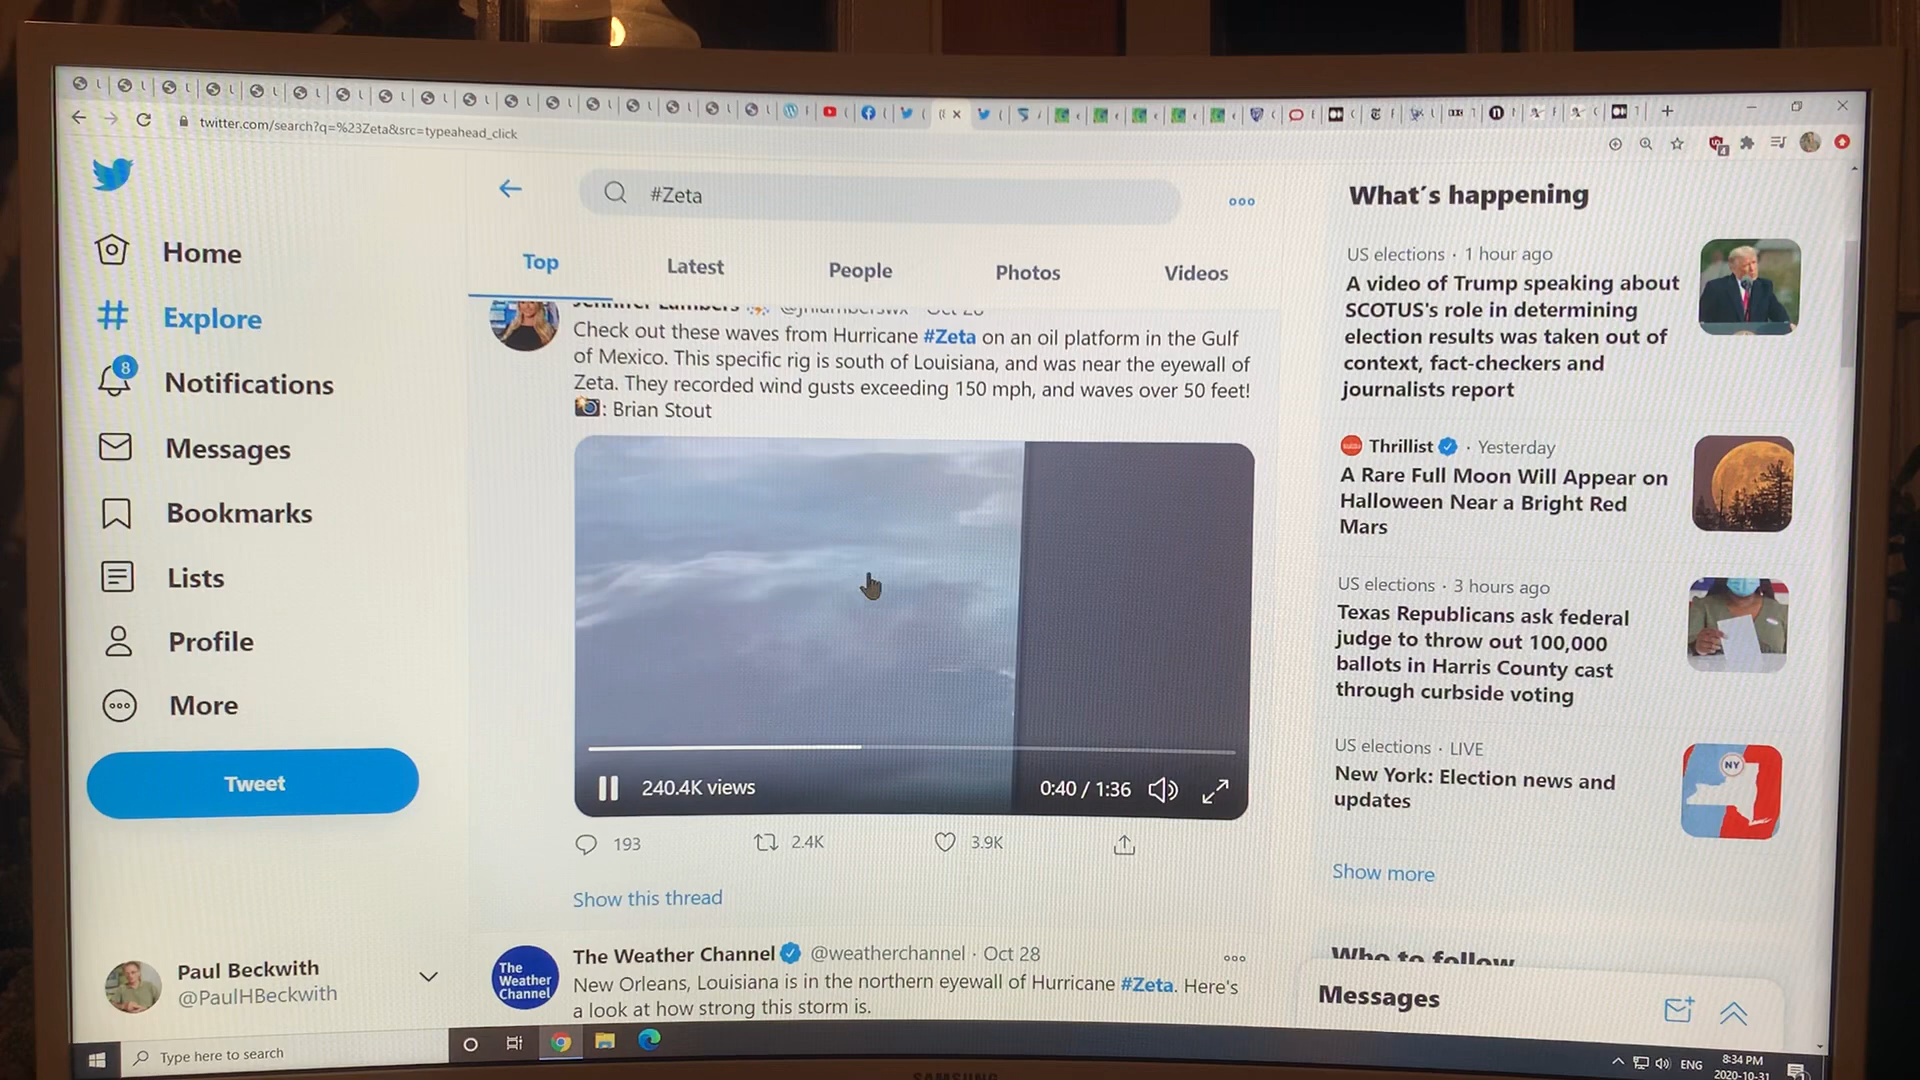 twitter.com/search?q=%23Zeta&src=typeahead_click
#Zeta
Home
Explore
8
Notifications
Messages
Bookmarks
Lists
Profile
More
Tweet
Paul Beckwith
@PaulHBeckwith
Top
Latest
People
Photos
Videos
Check out these waves from Hurricane #Zeta on an oil platform in the Gulf
of Mexico. This specific rig is south of Louisiana, and was near the eyewall of
Zeta. They recorded wind gusts exceeding 150 mph, and waves over 50 feet!
: Brian Stout
240.4K views
0:40 / 1:36
193
2.4K
3.9K
Show this thread
The Weather Channel @weatherchannel · Oct 28
The
Weather
Channel
New Orleans, Louisiana is in the northern eyewall of Hurricane #Zeta. Here's
a look at how strong this storm is.
What´s happening
US elections · 1 hour ago
A video of Trump speaking about
SCOTUS's role in determining
election results was taken out of
context, fact-checkers and
journalists report
Thrillist · Yesterday
A Rare Full Moon Will Appear on
Halloween Near a Bright Red
Mars
US elections · 3 hours ago
Texas Republicans ask federal
judge to throw out 100,000
ballots in Harris County cast
through curbside voting
US elections · LIVE
New York: Election news and
updates
NY
Show more
Who to follow
Messages
Type here to search
ENG
8:34 PM
2020-10-31
SAMSUNG